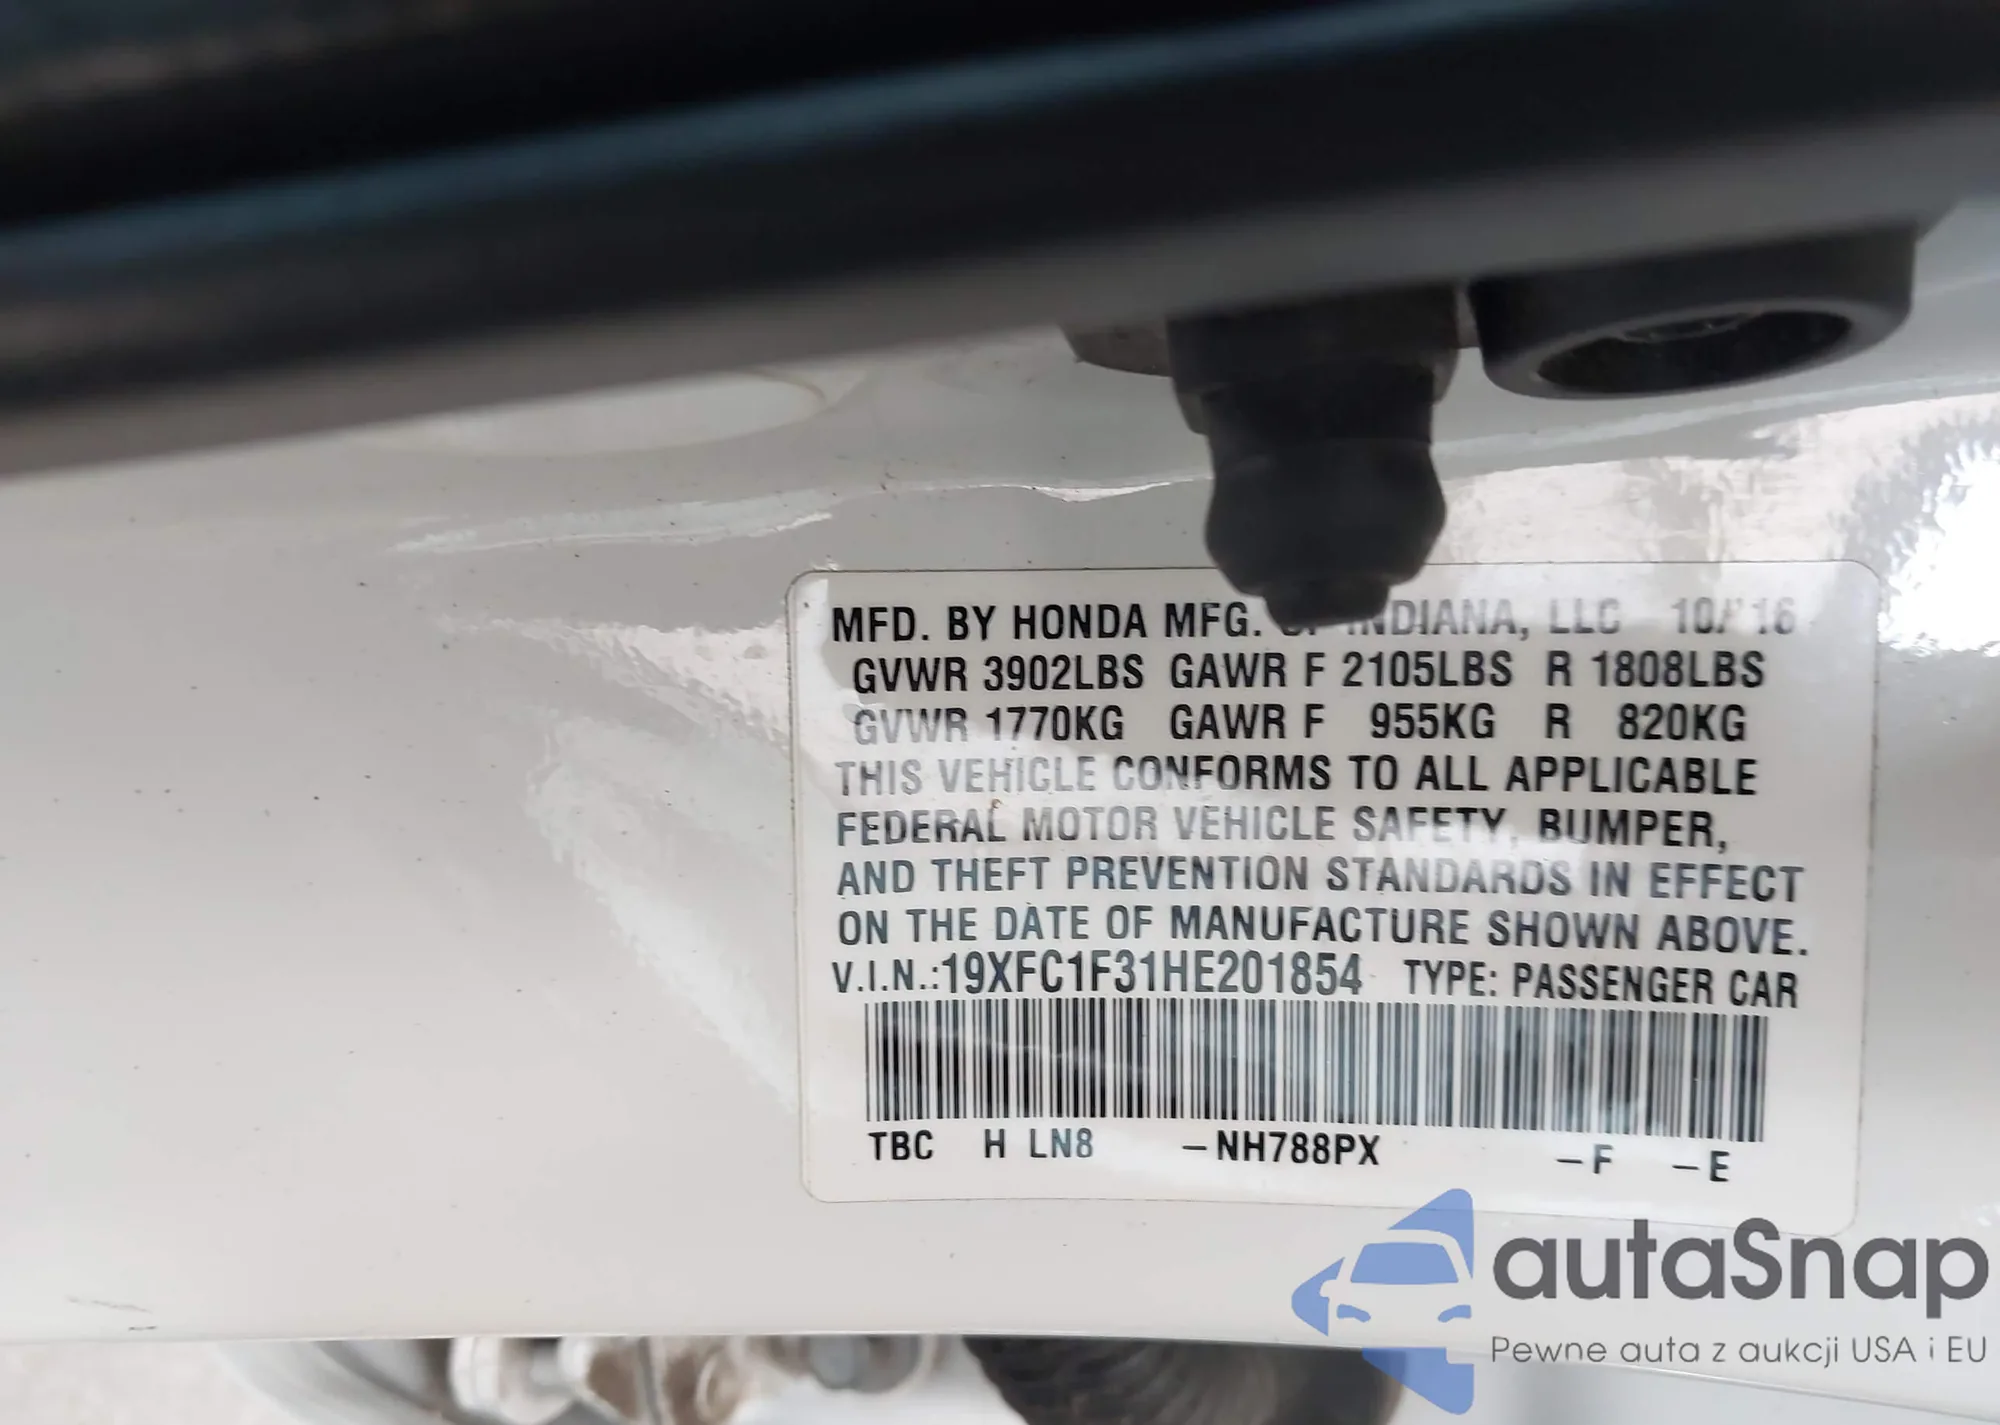 MFD. BY HONDA MFG. INDIANA, LLC 10/16
GVWR 3902LBS GAWR F 2105LBS R 1808LBS
GVWR 1770KG GAWR F 955KG R 820KG
THIS VEHICLE CONFORMS TO ALL APPLICABLE
FEDERAL MOTOR VEHICLE SAFETY, BUMPER,
AND THEFT PREVENTION STANDARDS IN EFFECT
ON THE DATE OF MANUFACTURE SHOWN ABOVE.
V.I.N.:19XFC1F31HE201854 TYPE: PASSENGER CAR
TBC H LN8 -NH788PX -F -E
autaSnap
Pewne auta z aukcji USA i EU